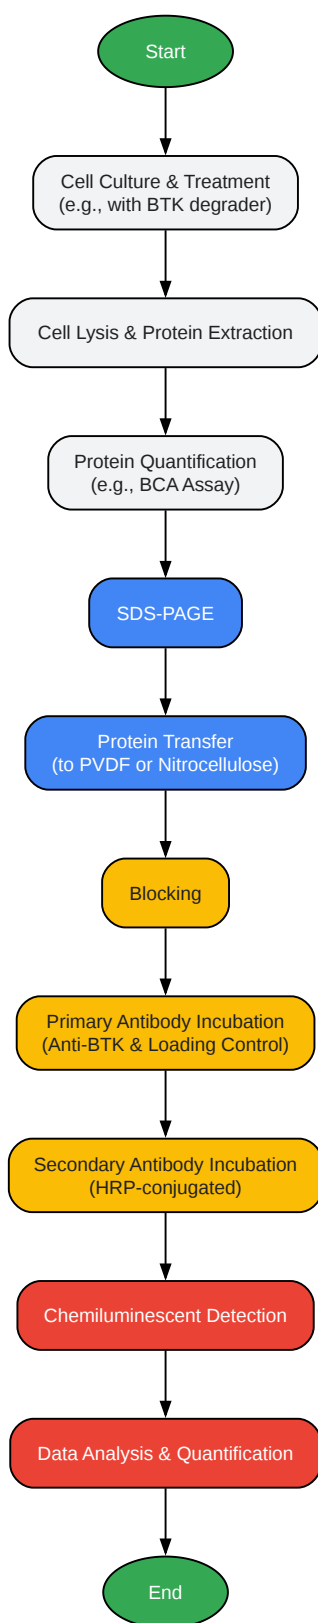 Start
Cell Culture & Treatment
(e.g., with BTK degrader)
Cell Lysis & Protein Extraction
Protein Quantification
(e.g., BCA Assay)
SDS-PAGE
Protein Transfer
(to PVDF or Nitrocellulose)
Blocking
Primary Antibody Incubation
(Anti-BTK & Loading Control)
Secondary Antibody Incubation
(HRP-conjugated)
Chemiluminescent Detection
Data Analysis & Quantification
End